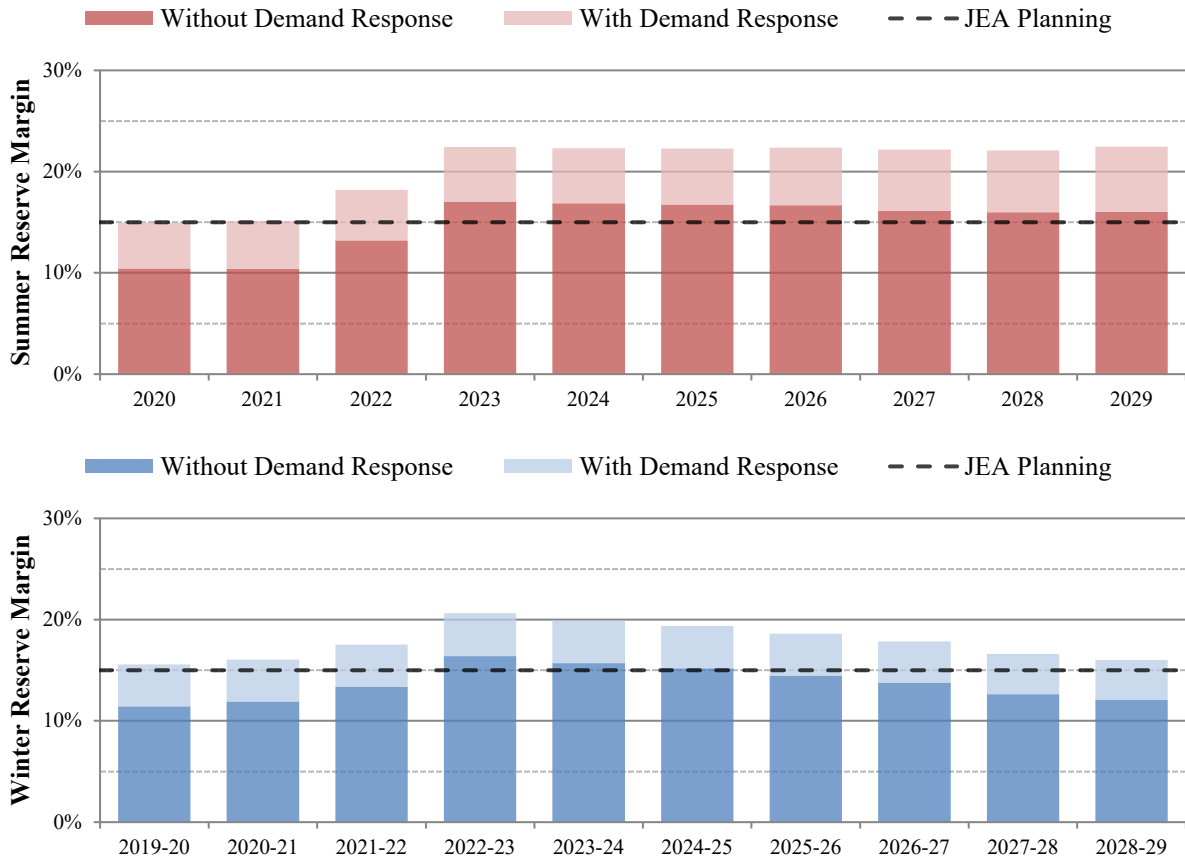 Without Demand Response With Demand Response JEA Planning
Summer Reserve Margin
30%
20%
10%
0%
2020 2021 2022 2023 2024 2025 2026 2027 2028 2029
Without Demand Response With Demand Response JEA Planning
Winter Reserve Margin
30%
20%
10%
0%
2019-20 2020-21 2021-22 2022-23 2023-24 2024-25 2025-26 2026-27 2027-28 2028-29